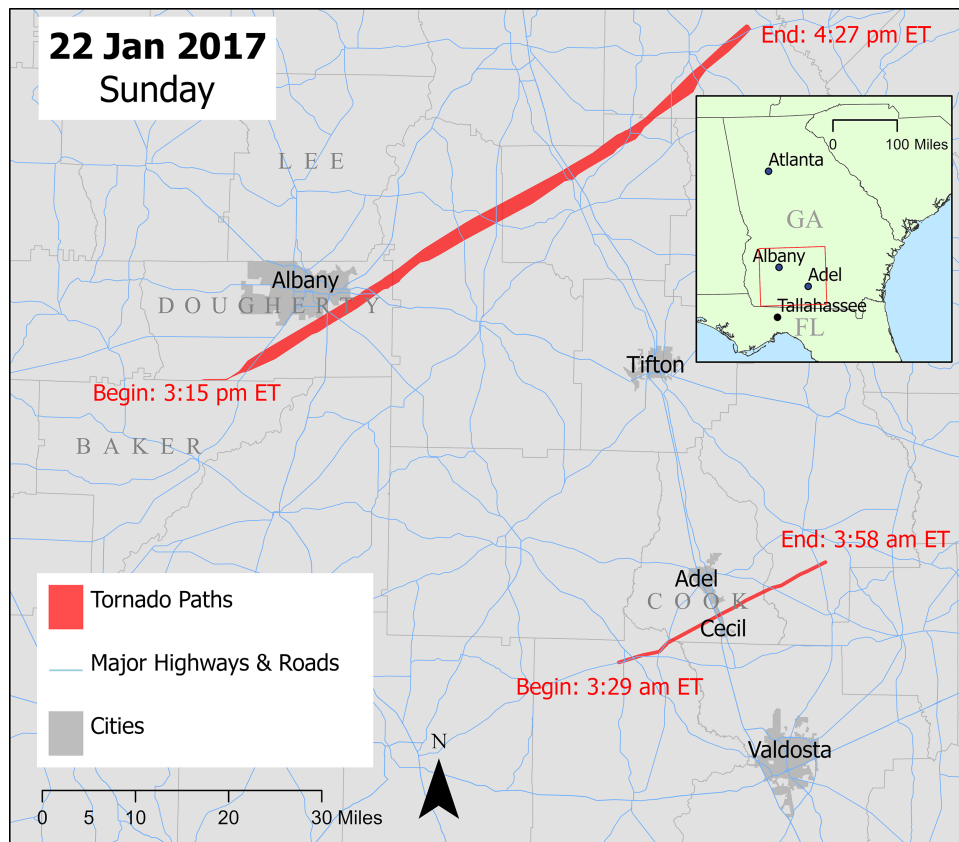 22 Jan 2017
Sunday
End: 4:27 pm ET
0 100 Miles
Atlanta
GA
Albany
Adel
Tallahassee
FL
LEE
Albany
DOUGHERTY
Tifton
Begin: 3:15 pm ET
BAKER
End: 3:58 am ET
Adel
COOK
Cecil
Begin: 3:29 am ET
Valdosta
Tornado Paths
Major Highways & Roads
Cities
N
0 5 10 20 30 Miles